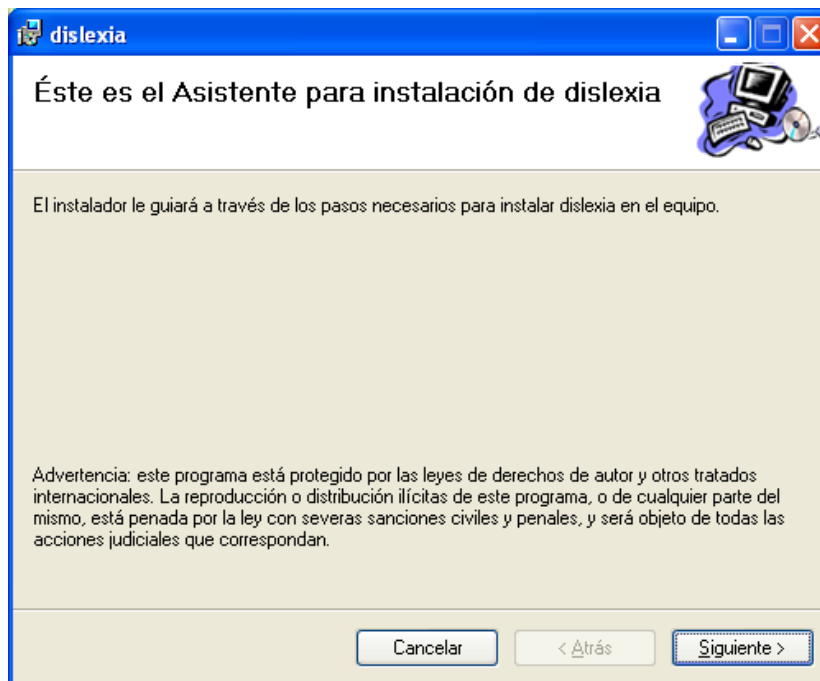 dislexia
Éste es el Asistente para instalación de dislexia
El instalador le guiará a través de los pasos necesarios para instalar dislexia en el equipo.
Advertencia: este programa está protegido por las leyes de derechos de autor y otros tratados
internacionales. La reproducción o distribución ilícitas de este programa, o de cualquier parte del
mismo, está penada por la ley con severas sanciones civiles y penales, y será objeto de todas las
acciones judiciales que correspondan.
Cancelar < Atrás Siguiente >